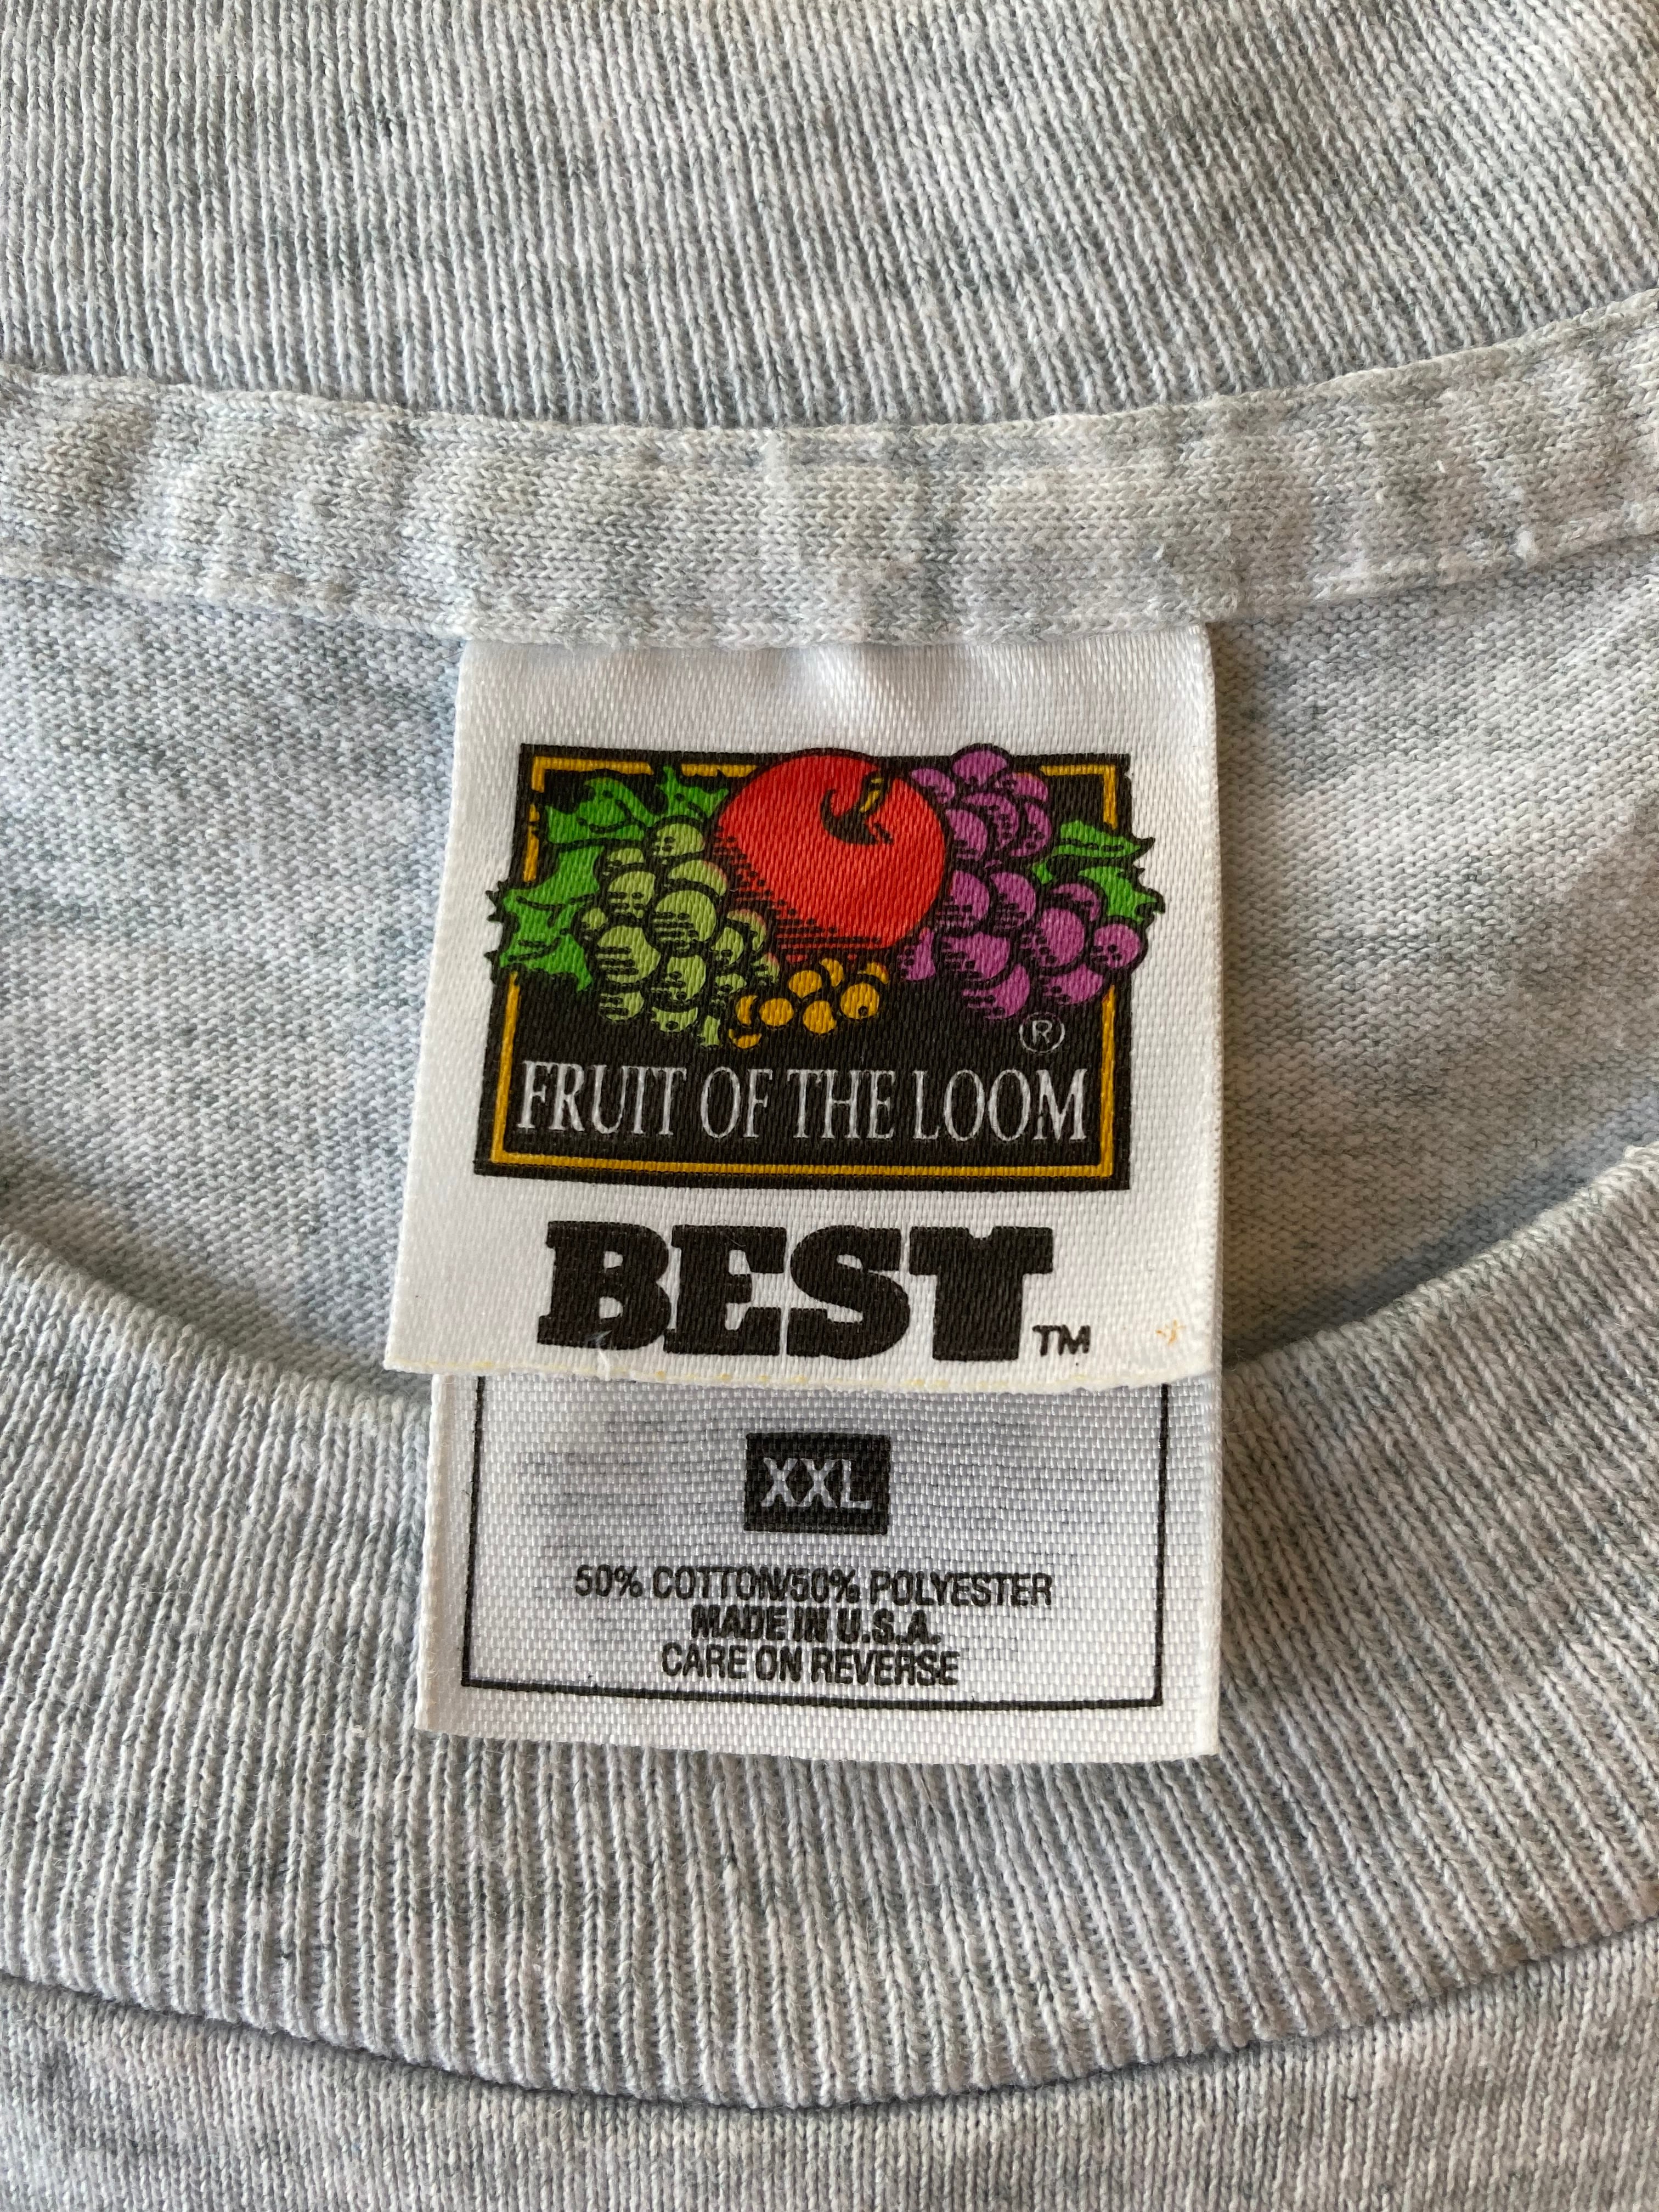 ®
FRUIT OF THE LOOM
BEST™
XXL
50% COTTON/50% POLYESTER
MADE IN U.S.A.
CARE ON REVERSE